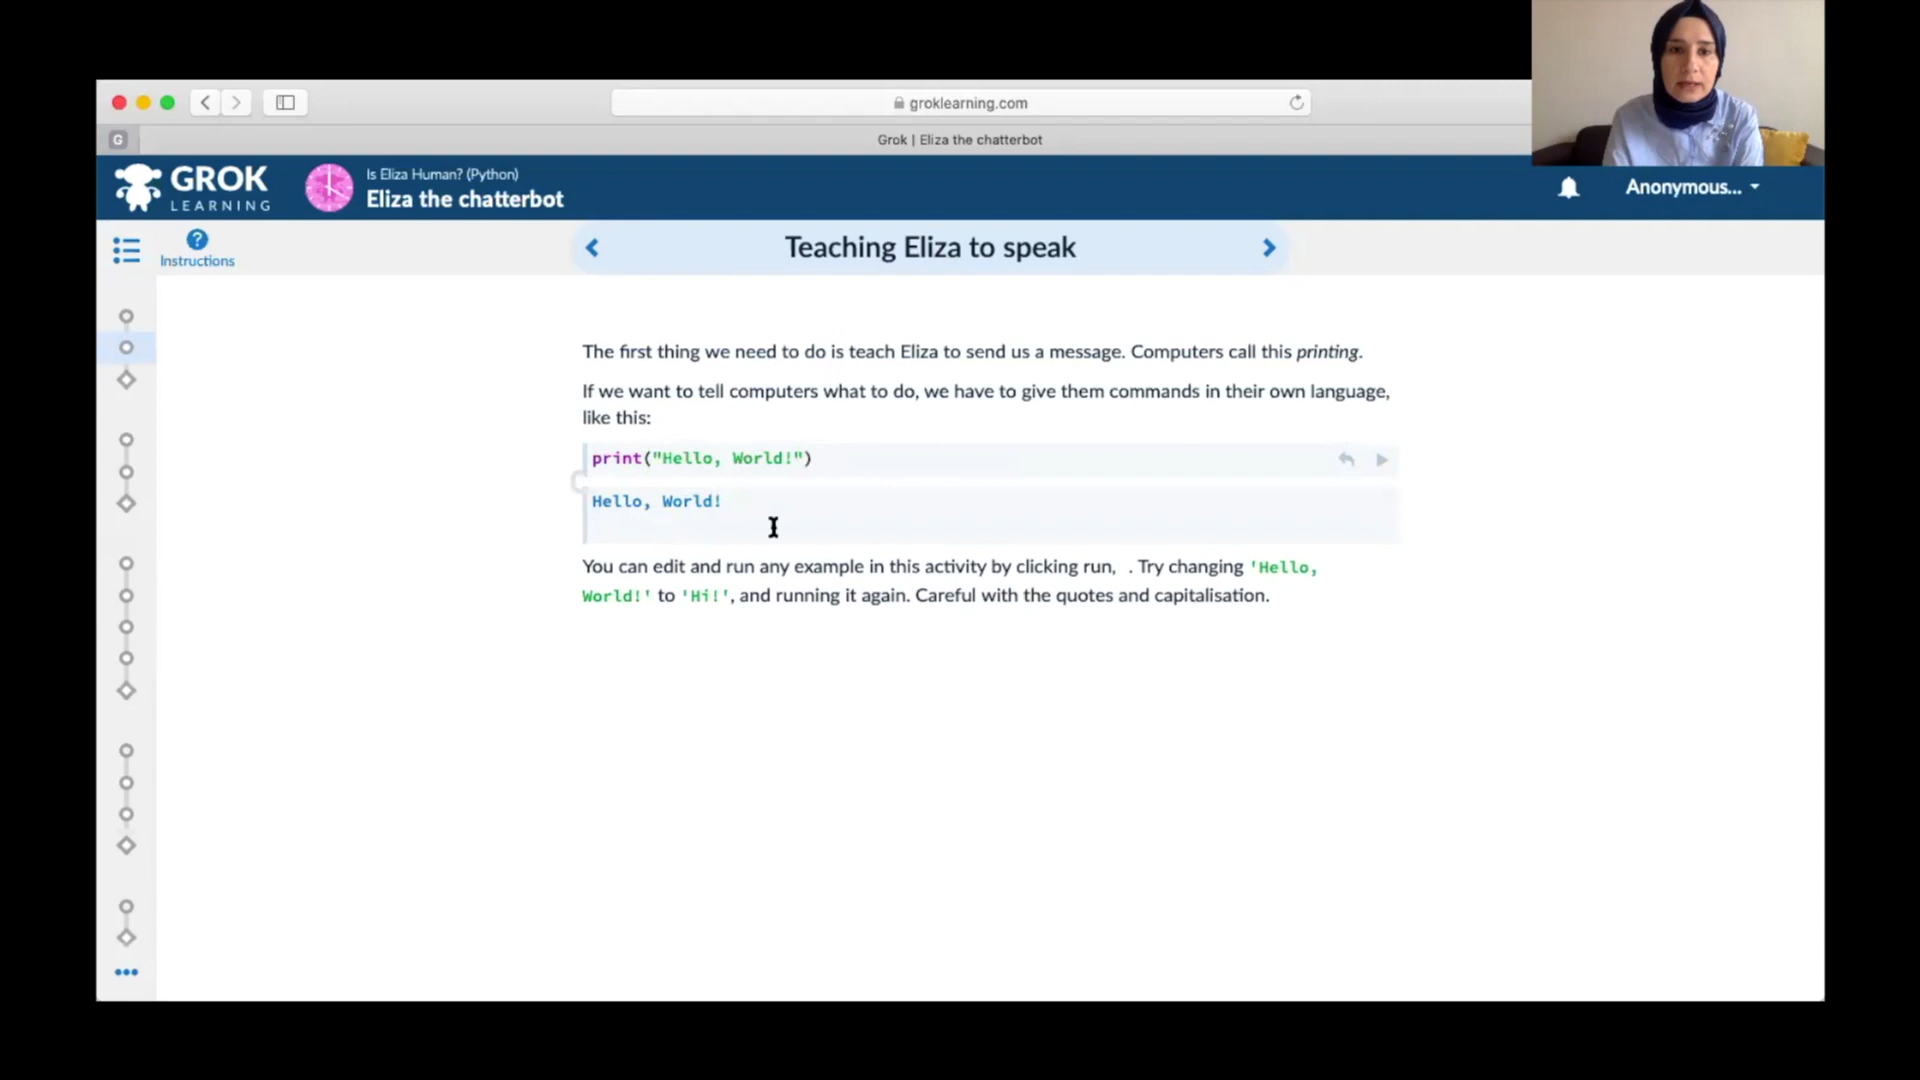 groklearning.com
G
Grok | Eliza the chatterbot
GROK
LEARNING
Is Eliza Human? (Python)
Eliza the chatterbot
Anonymous...
?
Instructions
Teaching Eliza to speak
The first thing we need to do is teach Eliza to send us a message. Computers call this printing.
If we want to tell computers what to do, we have to give them commands in their own language,
like this:
print("Hello, World!")
Hello, World!
You can edit and run any example in this activity by clicking run, . Try changing 'Hello,
World!' to 'Hi!', and running it again. Careful with the quotes and capitalisation.